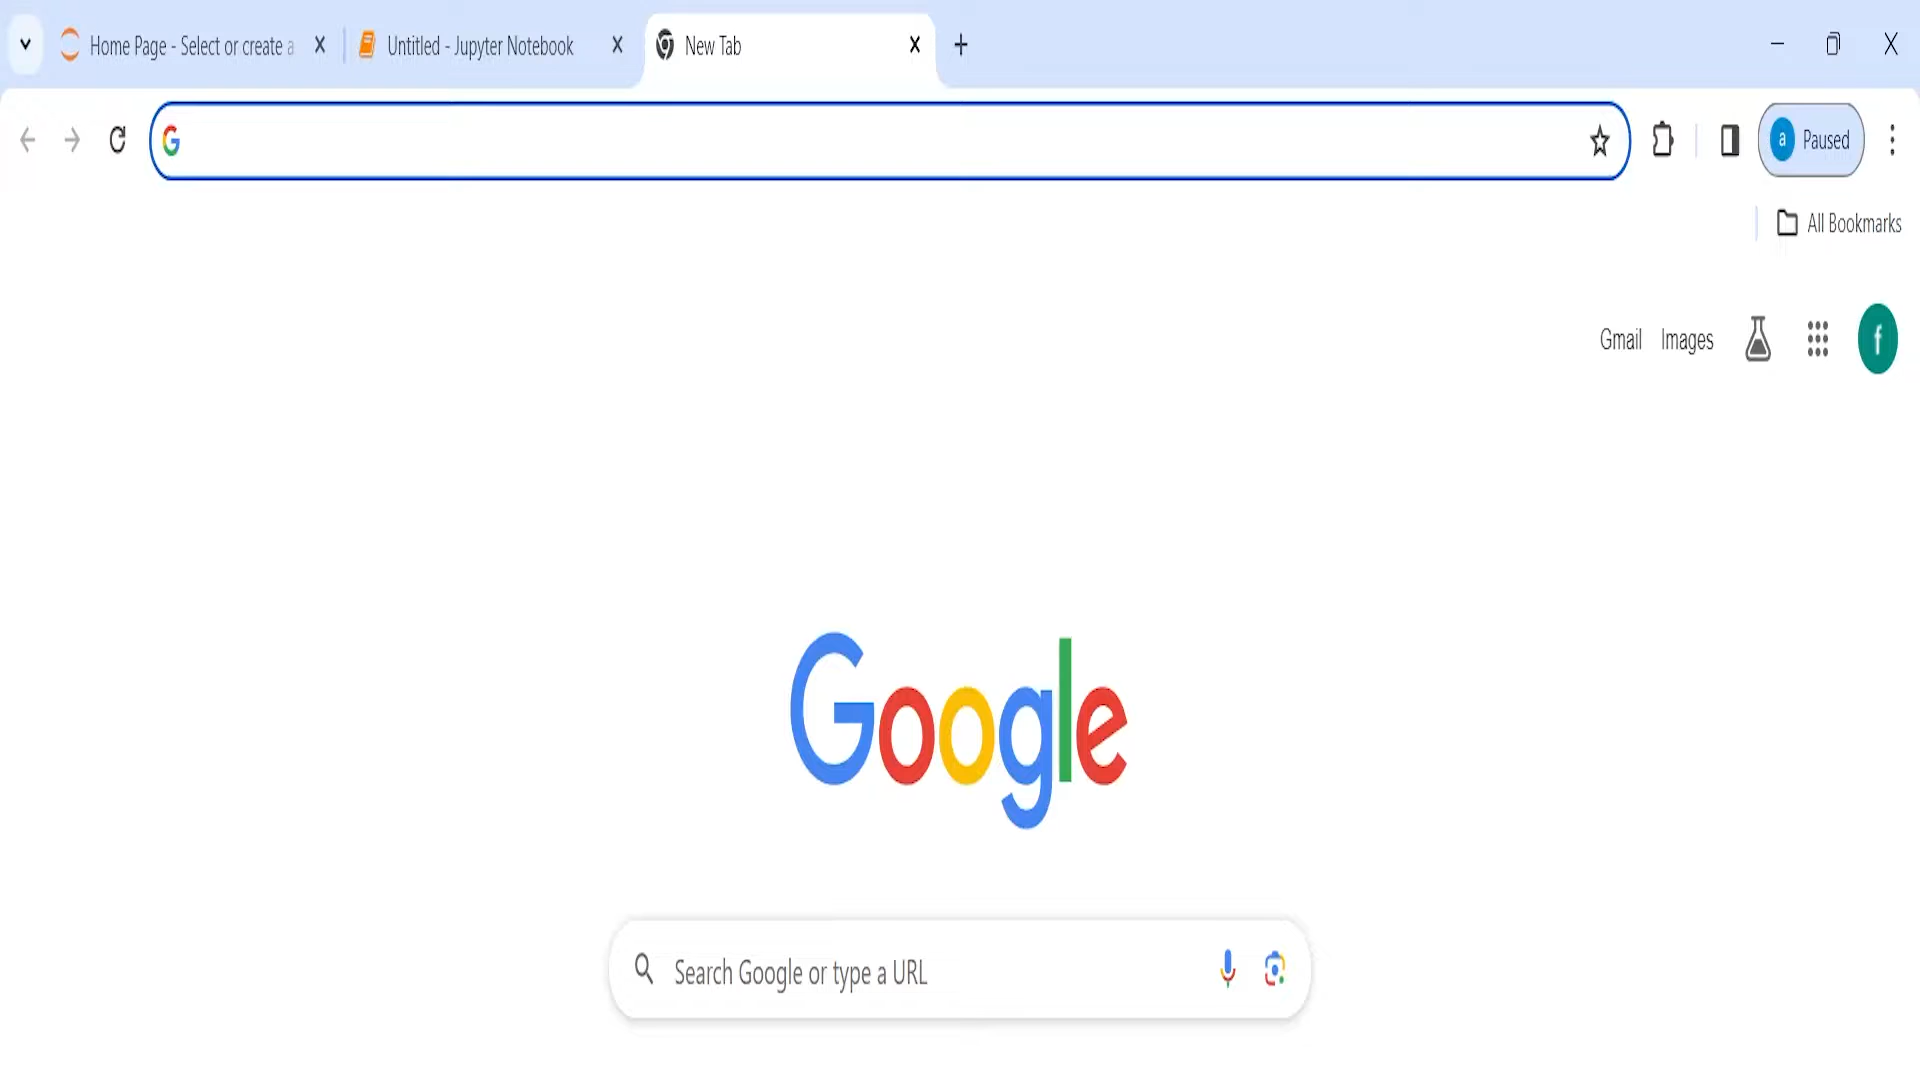 Home Page - Select or create a
Untitled - Jupyter Notebook
New Tab
a Paused
All Bookmarks
Gmail Images f
Google
Search Google or type a URL